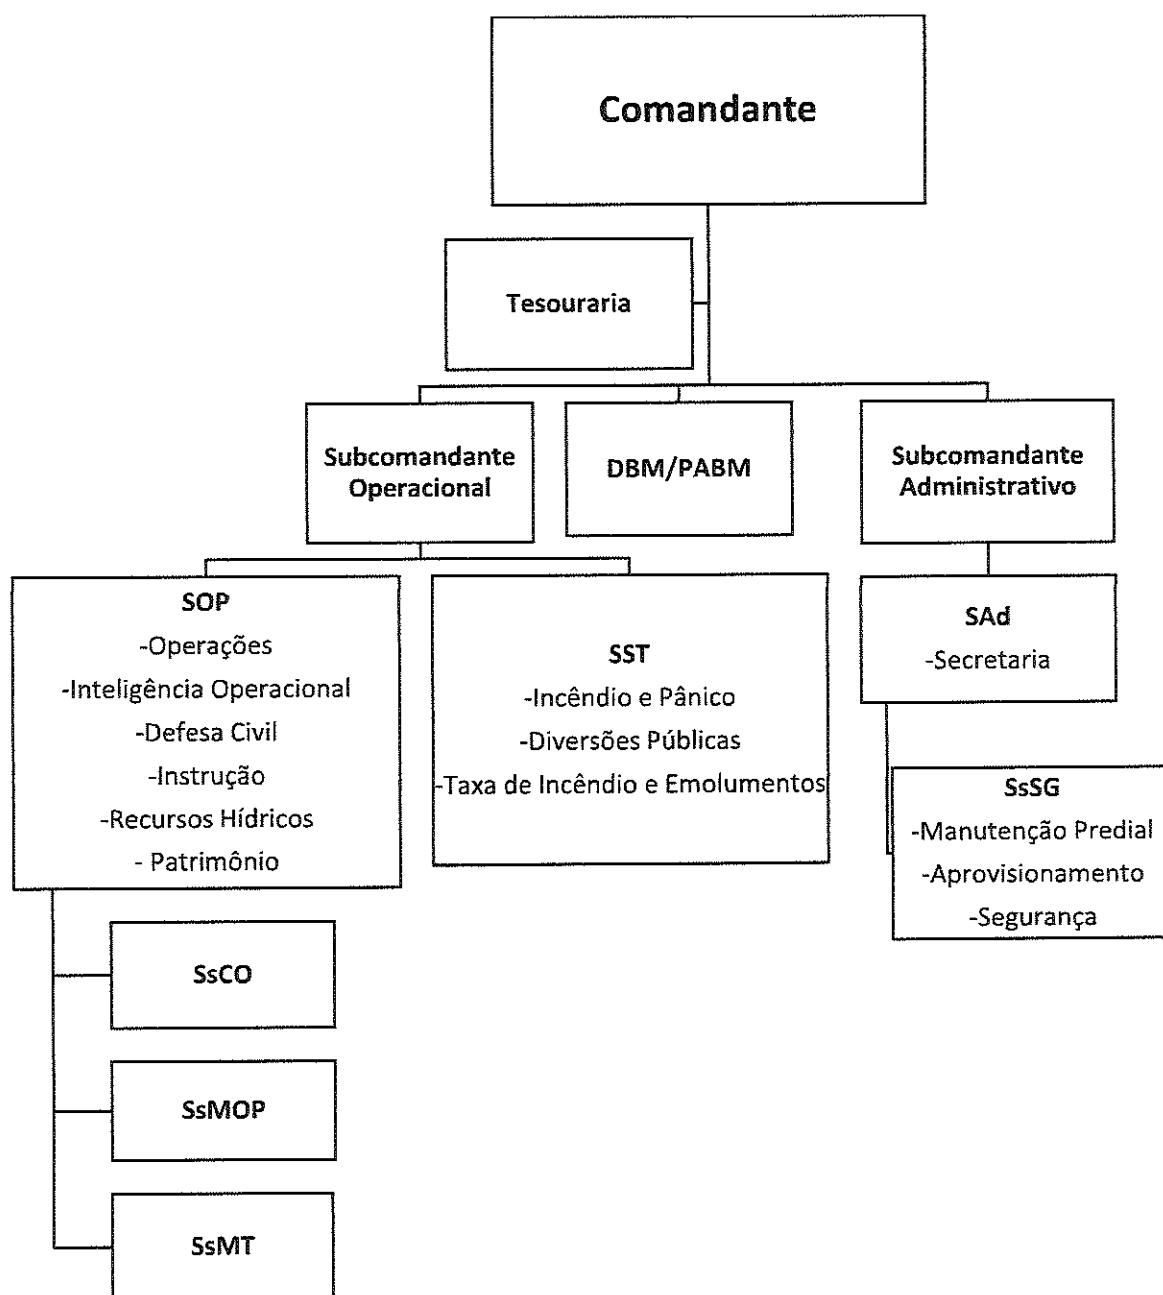 Comandante
Tesouraria
Subcomandante
Operacional
DBM/PABM
Subcomandante
Administrativo
SOP
-Operações
-Inteligência Operacional
-Defesa Civil
-Instrução
-Recursos Hídricos
- Patrimônio
SST
-Incêndio e Pânico
-Diversões Públicas
-Taxa de Incêndio e Emolumentos
SAd
-Secretaria
SsSG
-Manutenção Predial
-Aprovisionamento
-Segurança
SsCO
SsMOP
SsMT